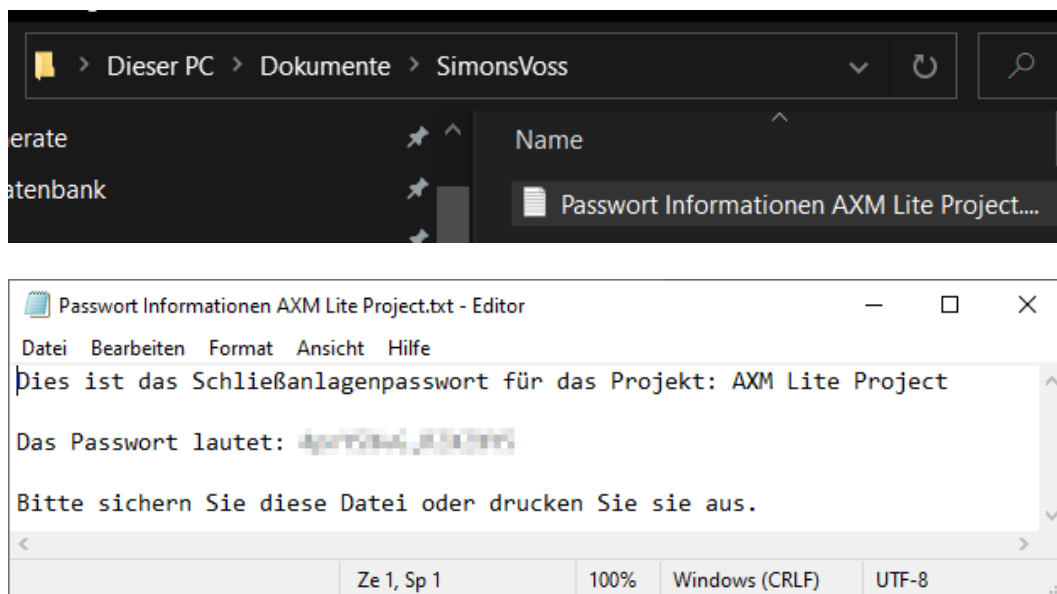 Dieser PC > Dokumente > SimonsVoss
erate
atenbank
Name
Passwort Informationen AXM Lite Project....
Passwort Informationen AXM Lite Project.txt - Editor
Datei Bearbeiten Format Ansicht Hilfe
Dies ist das Schließanlagenpasswort für das Projekt: AXM Lite Project
Das Passwort lautet:
Bitte sichern Sie diese Datei oder drucken Sie sie aus.
Ze 1, Sp 1 100% Windows (CRLF) UTF-8